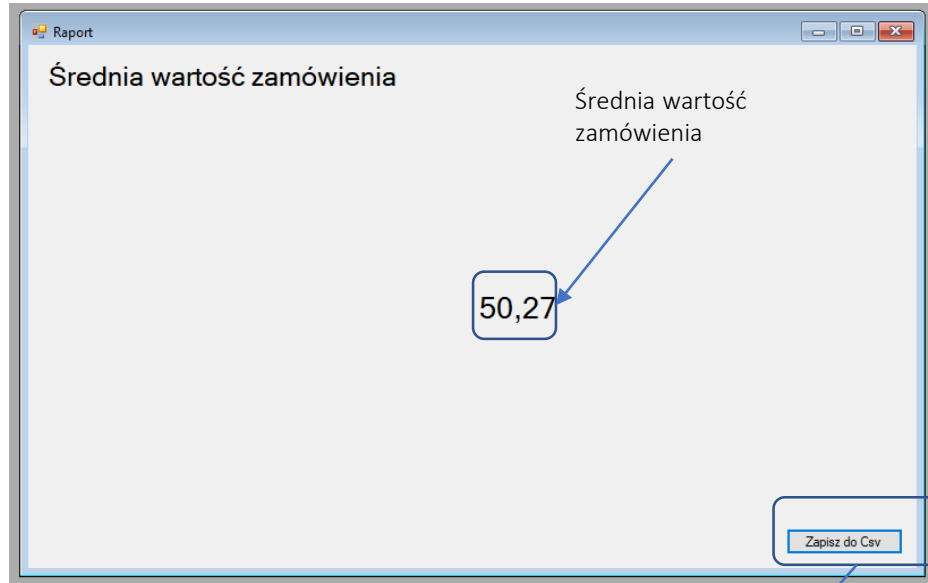 Raport
Średnia wartość zamówienia
Średnia wartość
zamówienia
50,27
Zapisz do Csv